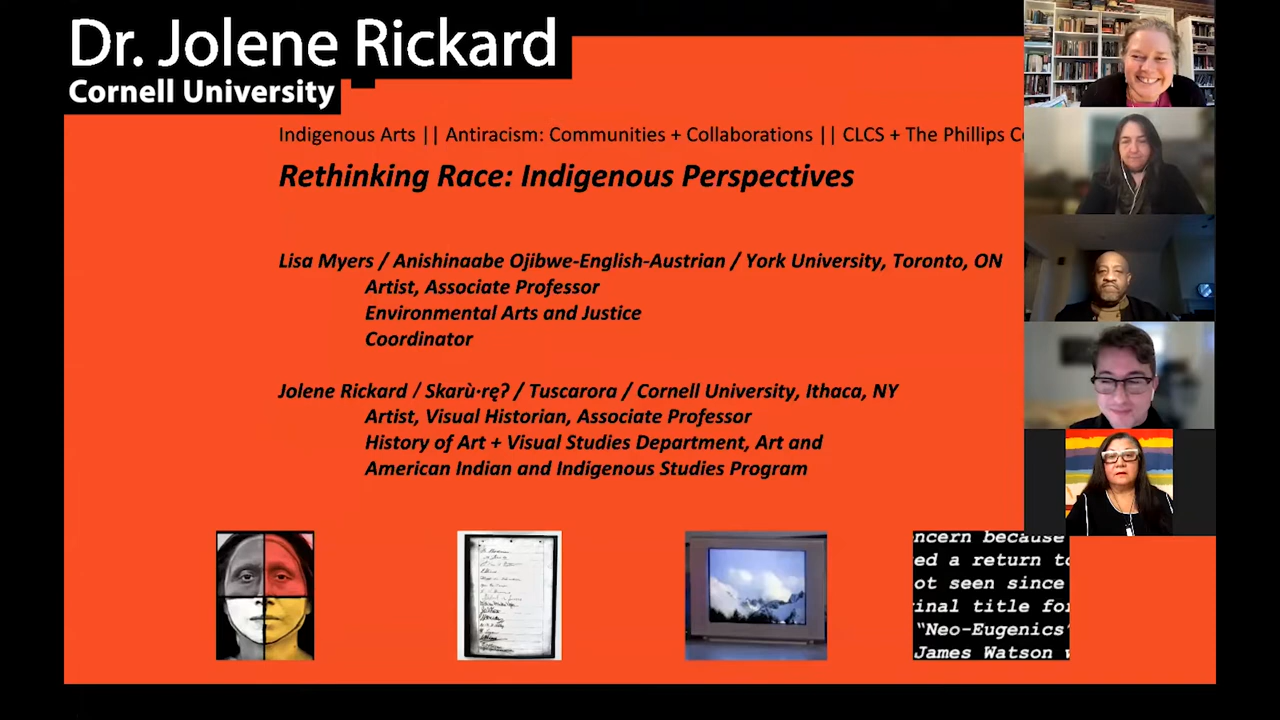 Dr. Jolene Rickard
Cornell University
Indigenous Arts || Antiracism: Communities + Collaborations || CLCS + The Phillips
Rethinking Race: Indigenous Perspectives
Lisa Myers / Anishinaabe Ojibwe-English-Austrian / York University, Toronto, ON
Artist, Associate Professor
Environmental Arts and Justice
Coordinator
Jolene Rickard / Skarù·ręʔ / Tuscarora / Cornell University, Ithaca, NY
Artist, Visual Historian, Associate Professor
History of Art + Visual Studies Department, Art and
American Indian and Indigenous Studies Program
ncern because
ed a return to
ot seen since
inal title for
"Neo-Eugenics"
James Watson